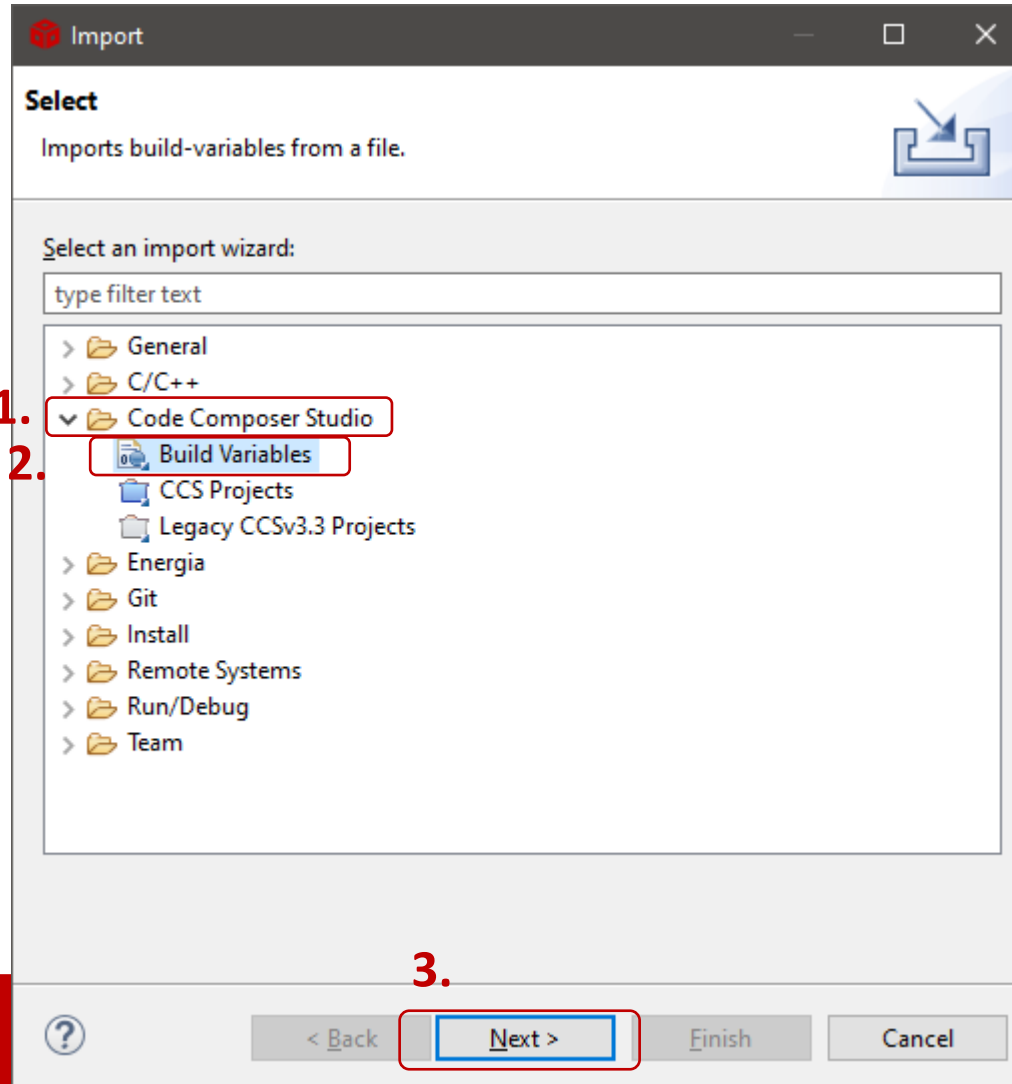 Import
Select
Imports build-variables from a file.
Select an import wizard:
type filter text
General
C/C++
1. Code Composer Studio
2. Build Variables
CCS Projects
Legacy CCSv3.3 Projects
Energia
Git
Install
Remote Systems
Run/Debug
Team
3.
< Back Next > Finish Cancel